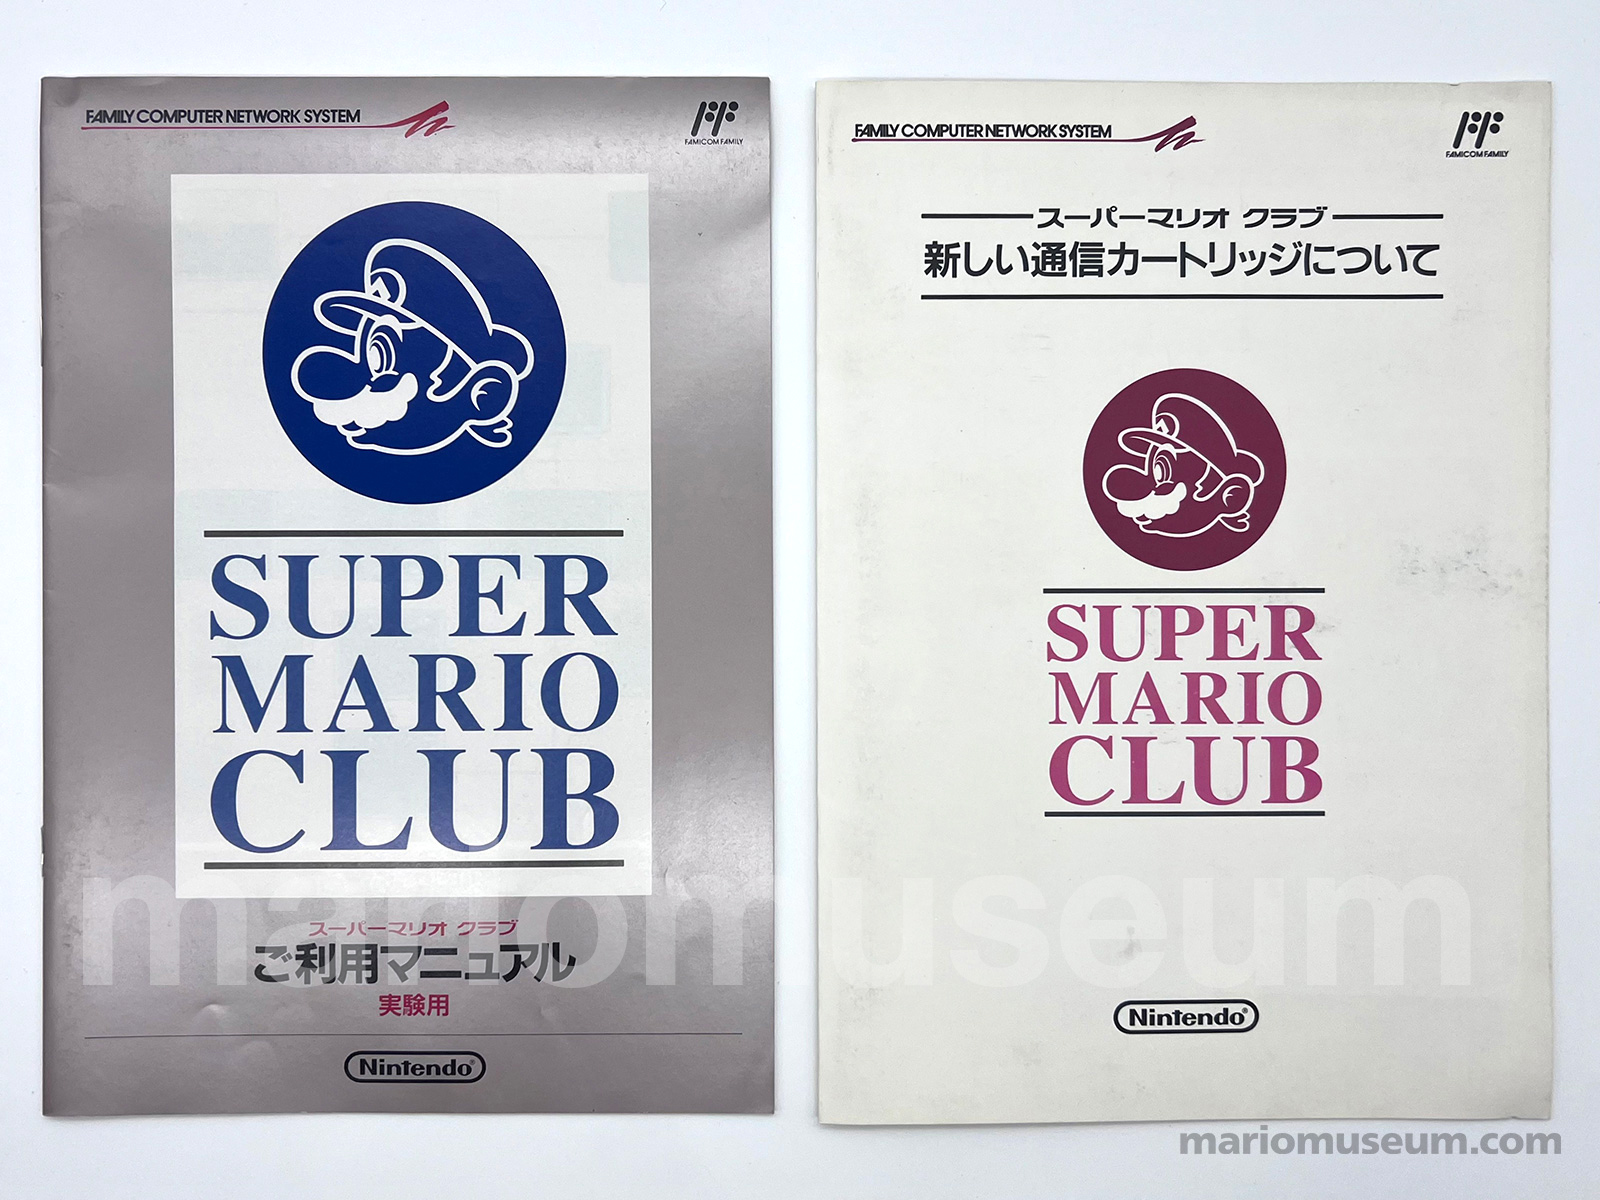 FAMILY COMPUTER NETWORK SYSTEM
FAMICOM FAMILY
SUPER
MARIO
CLUB
スーパーマリオ クラブ
ご利用マニュアル
実験用
Nintendo®
FAMILY COMPUTER NETWORK SYSTEM
FAMICOM FAMILY
スーパーマリオ クラブ
新しい通信カートリッジについて
SUPER
MARIO
CLUB
Nintendo®
mariomuseum
mariomuseum.com